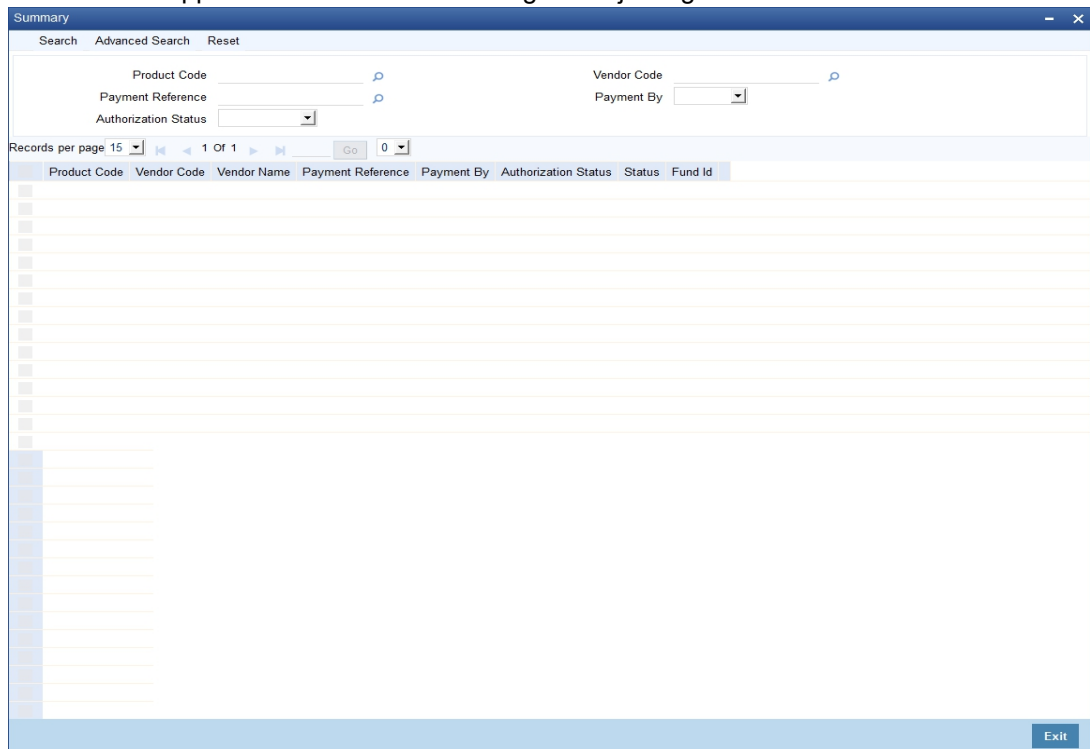 Summary
Search Advanced Search Reset
Product Code Vendor Code
Payment Reference Payment By
Authorization Status
Records per page 15 1 Of 1 Go 0
Product Code Vendor Code Vendor Name Payment Reference Payment By Authorization Status Status Fund Id
Exit